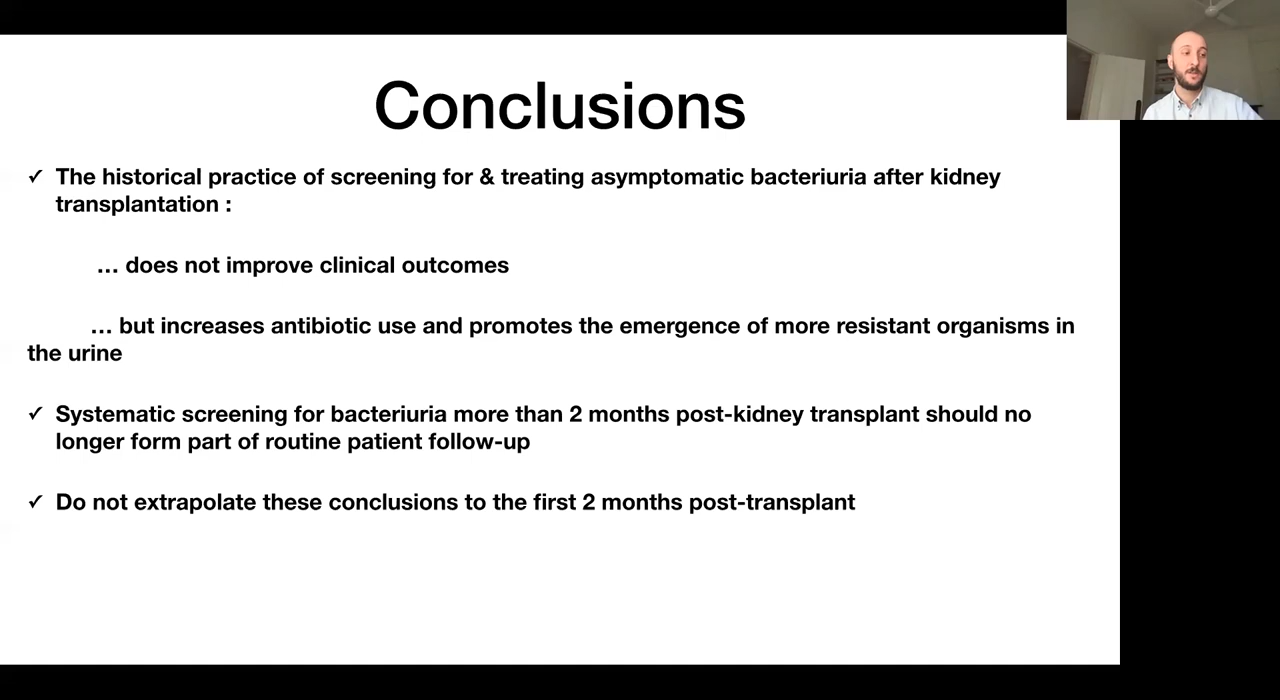 Conclusions
✓ The historical practice of screening for & treating asymptomatic bacteriuria after kidney
transplantation :
… does not improve clinical outcomes
… but increases antibiotic use and promotes the emergence of more resistant organisms in
the urine
✓ Systematic screening for bacteriuria more than 2 months post-kidney transplant should no
longer form part of routine patient follow-up
✓ Do not extrapolate these conclusions to the first 2 months post-transplant